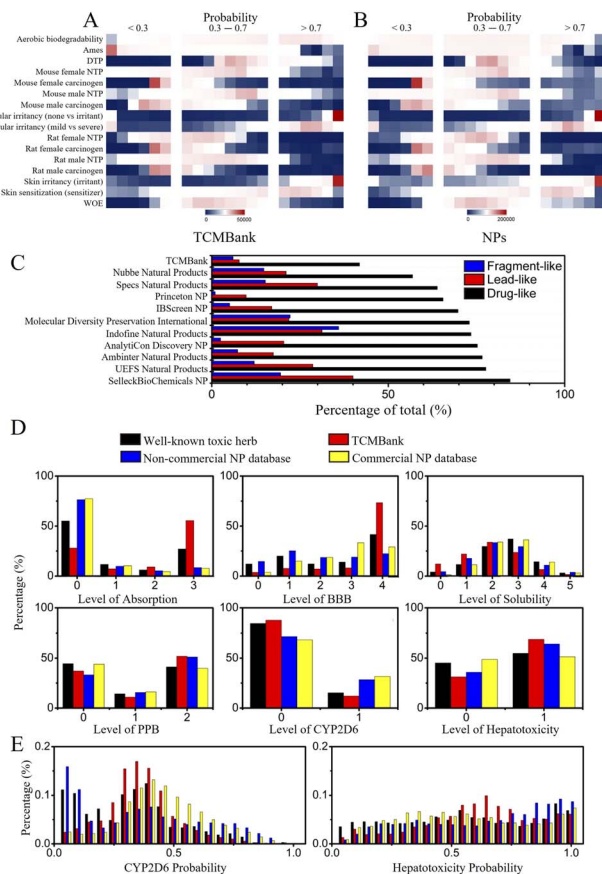 A
Probability
< 0.3
0.3 — 0.7
> 0.7
B
Probability
< 0.3
0.3 — 0.7
> 0.7
Aerobic biodegradability
Ames
DTP
Mouse female NTP
Mouse female carcinogen
Mouse male NTP
Mouse male carcinogen
ular irritancy (none vs irritant)
ular irritancy (mild vs severe)
Rat female NTP
Rat female carcinogen
Rat male NTP
Rat male carcinogen
Skin irritancy (irritant)
Skin sensitization (sensitizer)
WOE
0
50000
0
200000
TCMBank
NPs
C
TCMBank
Nubbe Natural Products
Specs Natural Products
Princeton NP
IBScreen NP
Molecular Diversity Preservation International
Indofine Natural Products
AnalytiCon Discovery NP
Ambinter Natural Products
UEFS Natural Products
SelleckBioChemicals NP
Fragment-like
Lead-like
Drug-like
0
100
Percentage of total (%)
D
Well-known toxic herb
TCMBank
Non-commercial NP database
Commercial NP database
Percentage (%)
100
50
0
0 1 2 3
Level of Absorption
100
50
0
0 1 2 3 4
Level of BBB
100
50
0
0 1 2 3 4 5
Level of Solubility
100
50
0
0 1 2
Level of PPB
100
50
0
0 1
Level of CYP2D6
100
50
0
0 1
Level of Hepatotoxicity
E
Percentage (%)
0.2
0.1
0
0.0 0.5 1.0
CYP2D6 Probability
0.2
0.1
0
0.0 0.5 1.0
Hepatotoxicity Probability